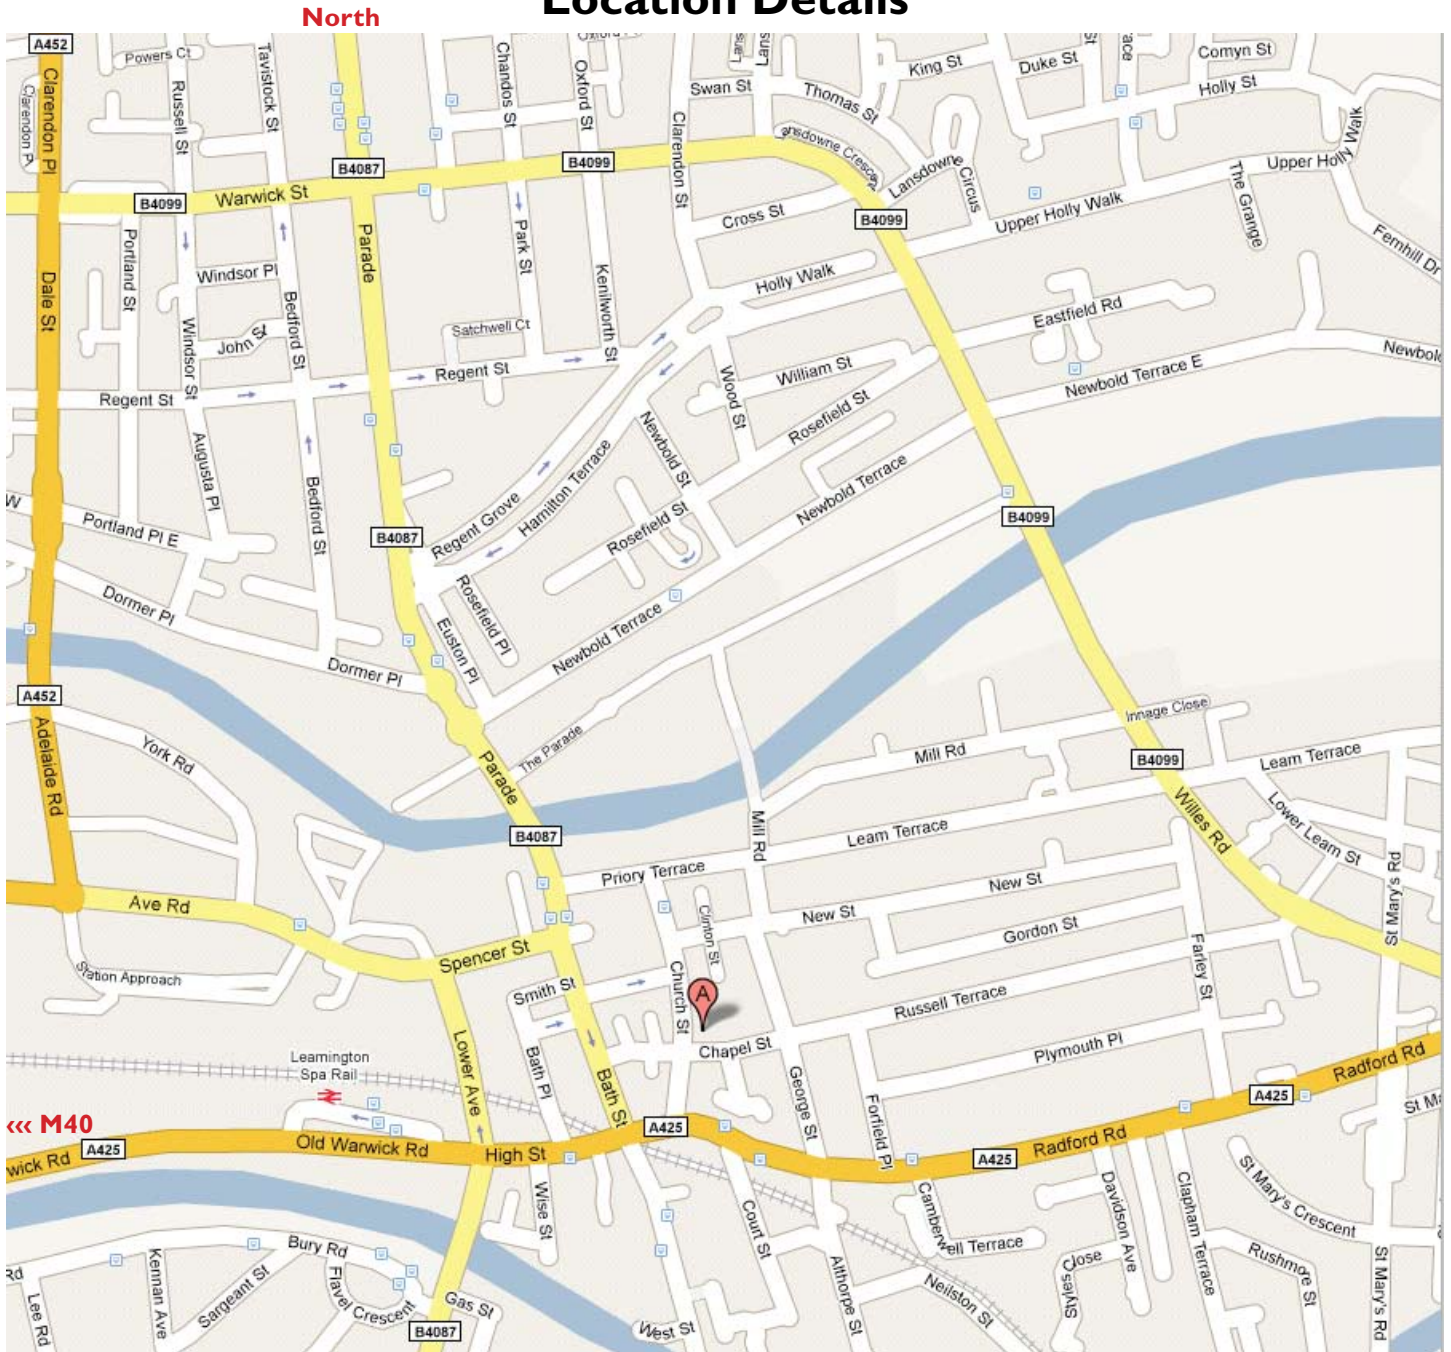 Location Details
North
A452
Powers Ct
Clarendon Pl
Clarendon Pl
Russell St
Tavistock St
Chandos St
Oxford St
Swan St
Thomas St
King St
Duke St
Comyn St
Holly St
Clarendon St
B4087
B4099
Lansdowne Circus
Upper Holly Walk
Upper Holly Walk
The Grange
Fernhill Dr
B4099
Warwick St
Cross St
B4099
Portland St
Parade
Park St
Windsor Pl
Holly Walk
Dale St
Windsor St
Bedford St
Kenilworth St
Eastfield Rd
John St
Satchwell Ct
Regent St
Regent St
William St
Wood St
Newbold Terrace E
Rosefield St
Augusta Pl
Bedford St
Newbold St
Regent Grove
Hamilton Terrace
Newbold Terrace
Portland Pl E
B4087
Rosefield St
B4099
Dormer Pl
Rosefield Pl
Euston Pl
Newbold Terrace
Dormer Pl
A452
Adelaide Rd
York Rd
The Parade
Parade
Innage Close
Mill Rd
B4099
Leam Terrace
Willes Rd
Lower Leam St
B4087
Mill Rd
Leam Terrace
Priory Terrace
St Mary's Rd
Ave Rd
New St
New St
Clinton St
Gordon St
Spencer St
Station Approach
Smith St
Church St
A
Russell Terrace
Farley St
Chapel St
Plymouth Pl
Leamington
Spa Rail
Lower Ave
Bath Pl
Bath St
George St
Forfield Pl
Radford Rd
A425
‹‹‹ M40
A425
Old Warwick Rd
High St
A425
A425
Radford Rd
wick Rd
Wise St
Court St
Camberwell Terrace
Davidson Ave
Clapham Terrace
St Mary's Crescent
Bury Rd
Kennan Ave
Sargeant St
Flavel Crescent
Gas St
Lee Rd
B4087
West St
Althorpe St
Neilston St
Styles Close
Rushmore St
St Mary's Rd